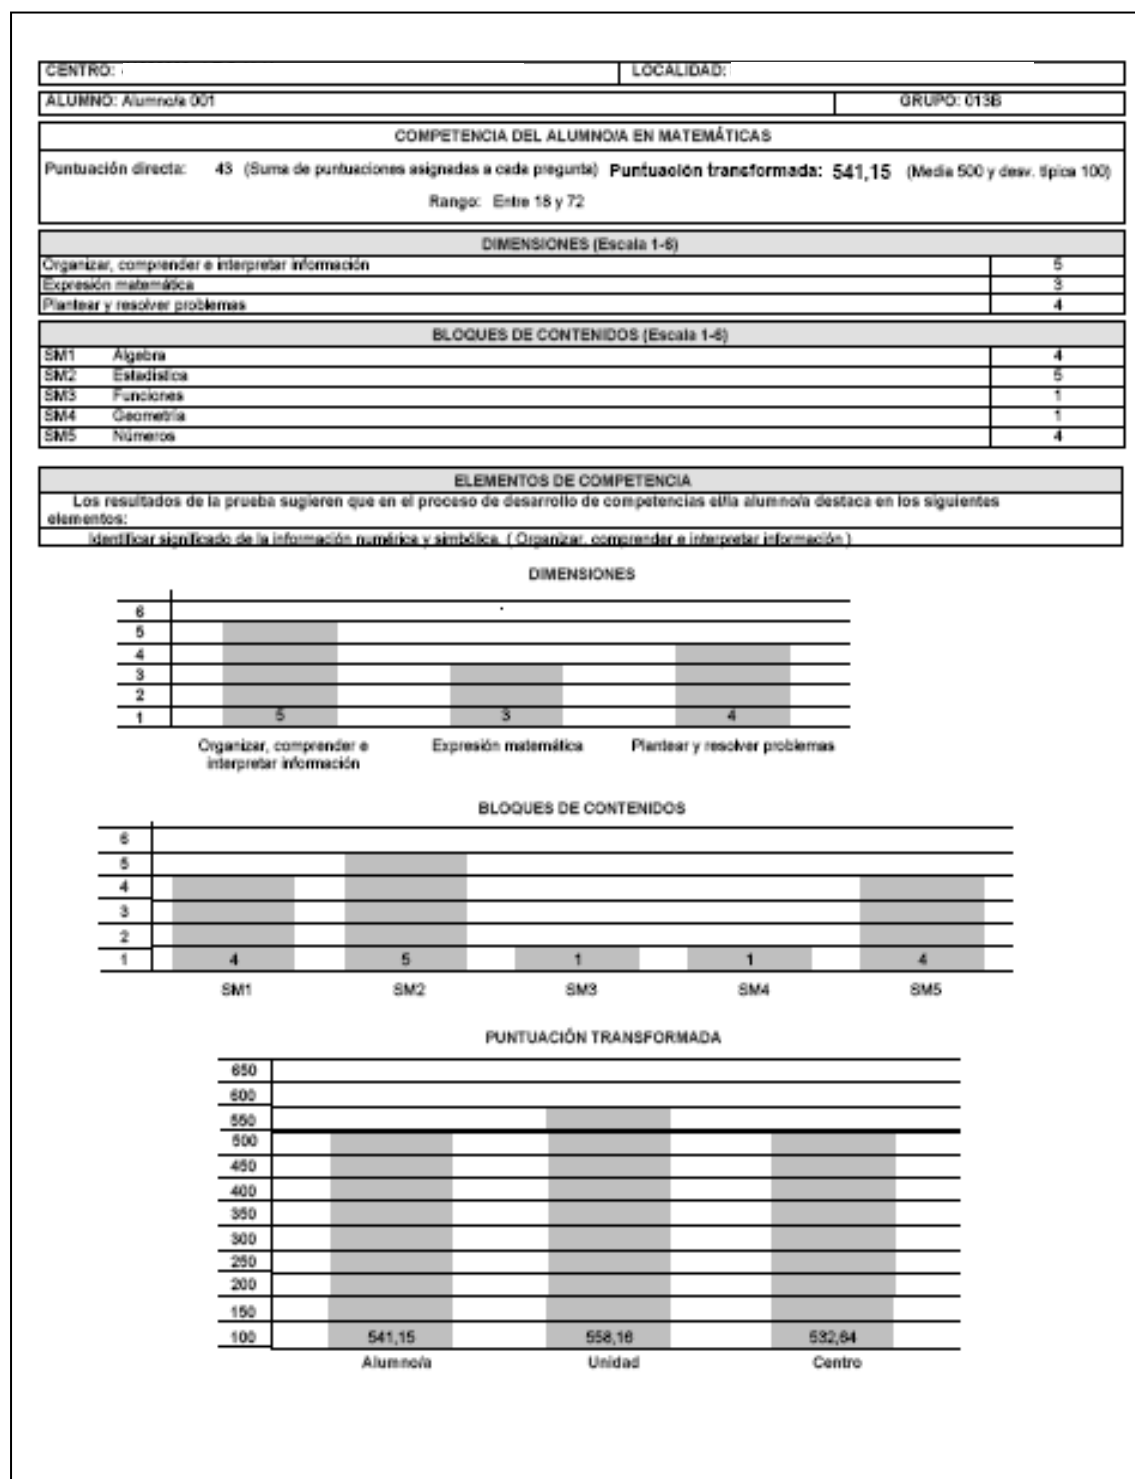 CENTRO:
LOCALIDAD:
ALUMNO: Alumno/a 001
GRUPO: 013B
COMPETENCIA DEL ALUMNO/A EN MATEMÁTICAS
Puntuación directa: 43 (Suma de puntuaciones asignadas a cada pregunta) Puntuación transformada: 541,15 (Media 500 y desv. típica 100)
Rango: Entre 18 y 72
DIMENSIONES (Escala 1-6)
Organizar, comprender e interpretar información 5
Expresión matemática 3
Plantear y resolver problemas 4
BLOQUES DE CONTENIDOS (Escala 1-6)
SM1 Álgebra 4
SM2 Estadística 5
SM3 Funciones 1
SM4 Geometría 1
SM5 Números 4
ELEMENTOS DE COMPETENCIA
Los resultados de la prueba sugieren que en el proceso de desarrollo de competencias el/la alumno/a destaca en los siguientes
elementos:
Identificar significado de la información numérica y simbólica. ( Organizar, comprender e interpretar información )
DIMENSIONES
6
5
4
3
2
1 5 3 4
Organizar, comprender e interpretar información
Expresión matemática
Plantear y resolver problemas
BLOQUES DE CONTENIDOS
6
5
4
3
2
1 4 5 1 1 4
SM1 SM2 SM3 SM4 SM5
PUNTUACIÓN TRANSFORMADA
650
600
550
500
450
400
350
300
250
200
150
100 541,15 558,16 532,64
Alumno/a Unidad Centro